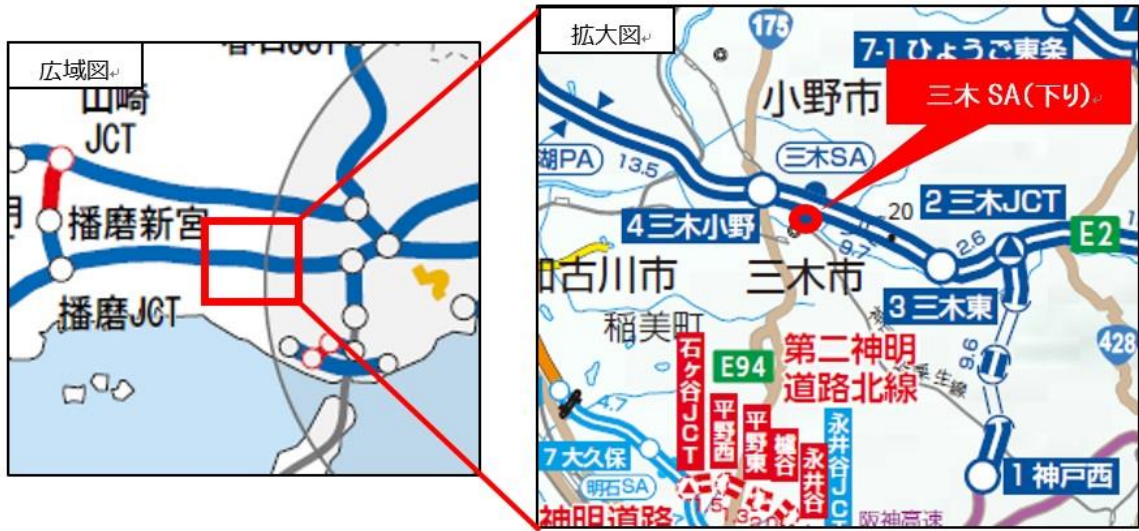 広域図
山崎
JCT
播磨新宮
播磨JCT
拡大図
175
7-1 ひょうご東条
小野市
三木 SA(下り)
三木SA
湖PA
13.5
4 三木小野
20
9.7
2 三木JCT
2.6
E2
加古川市
三木市
3 三木東
稲美町
428
9.6
石ヶ谷JCT
E94
第二神明
道路北線
平野西
平野東
櫨谷
永井谷
永井谷JCT
4.7
7 大久保
明石SA
1.3
1 神戸西
神明道路
阪神高速